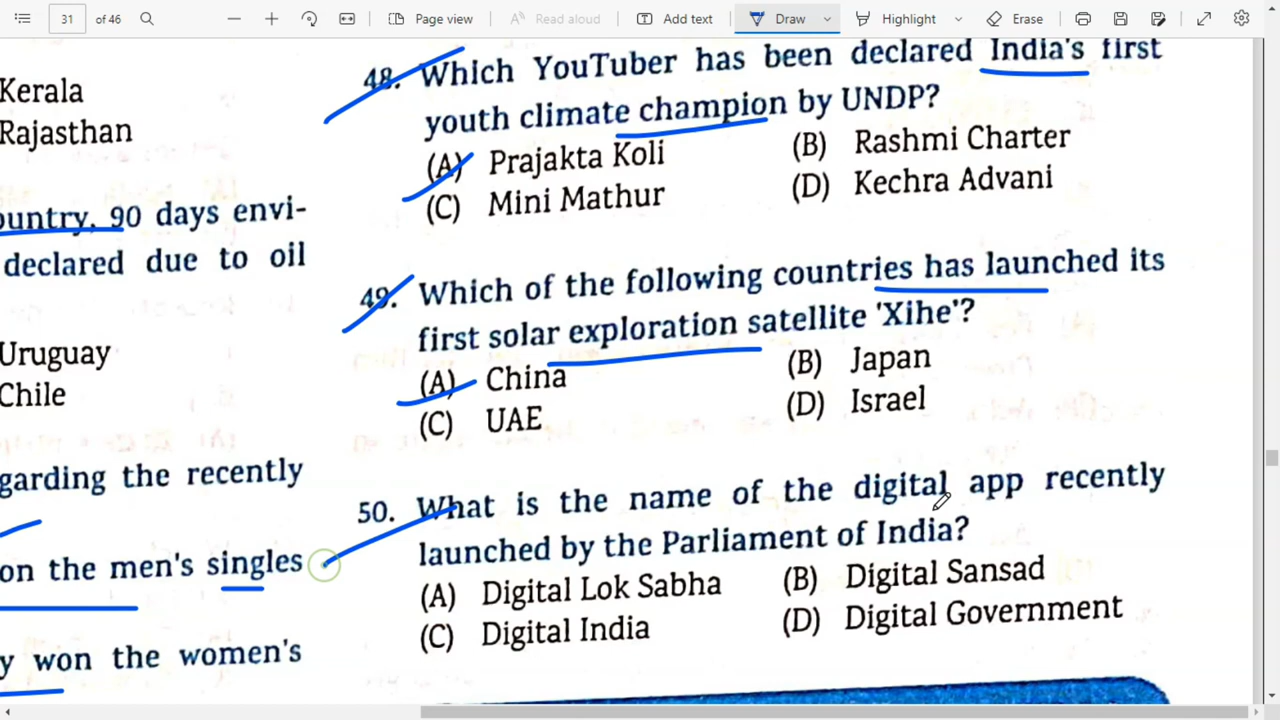 31
of 46
Page view
Read aloud
Add text
Draw
Highlight
Erase
Kerala
Rajasthan
ountry, 90 days envi-
declared due to oil
Uruguay
Chile
garding the recently
on the men's singles
y won the women's
48. Which YouTuber has been declared India's first
youth climate champion by UNDP?
(A) Prajakta Koli (B) Rashmi Charter
(C) Mini Mathur (D) Kechra Advani
49. Which of the following countries has launched its
first solar exploration satellite 'Xihe'?
(A) China (B) Japan
(C) UAE (D) Israel
50. What is the name of the digital app recently
launched by the Parliament of India?
(A) Digital Lok Sabha (B) Digital Sansad
(C) Digital India (D) Digital Government